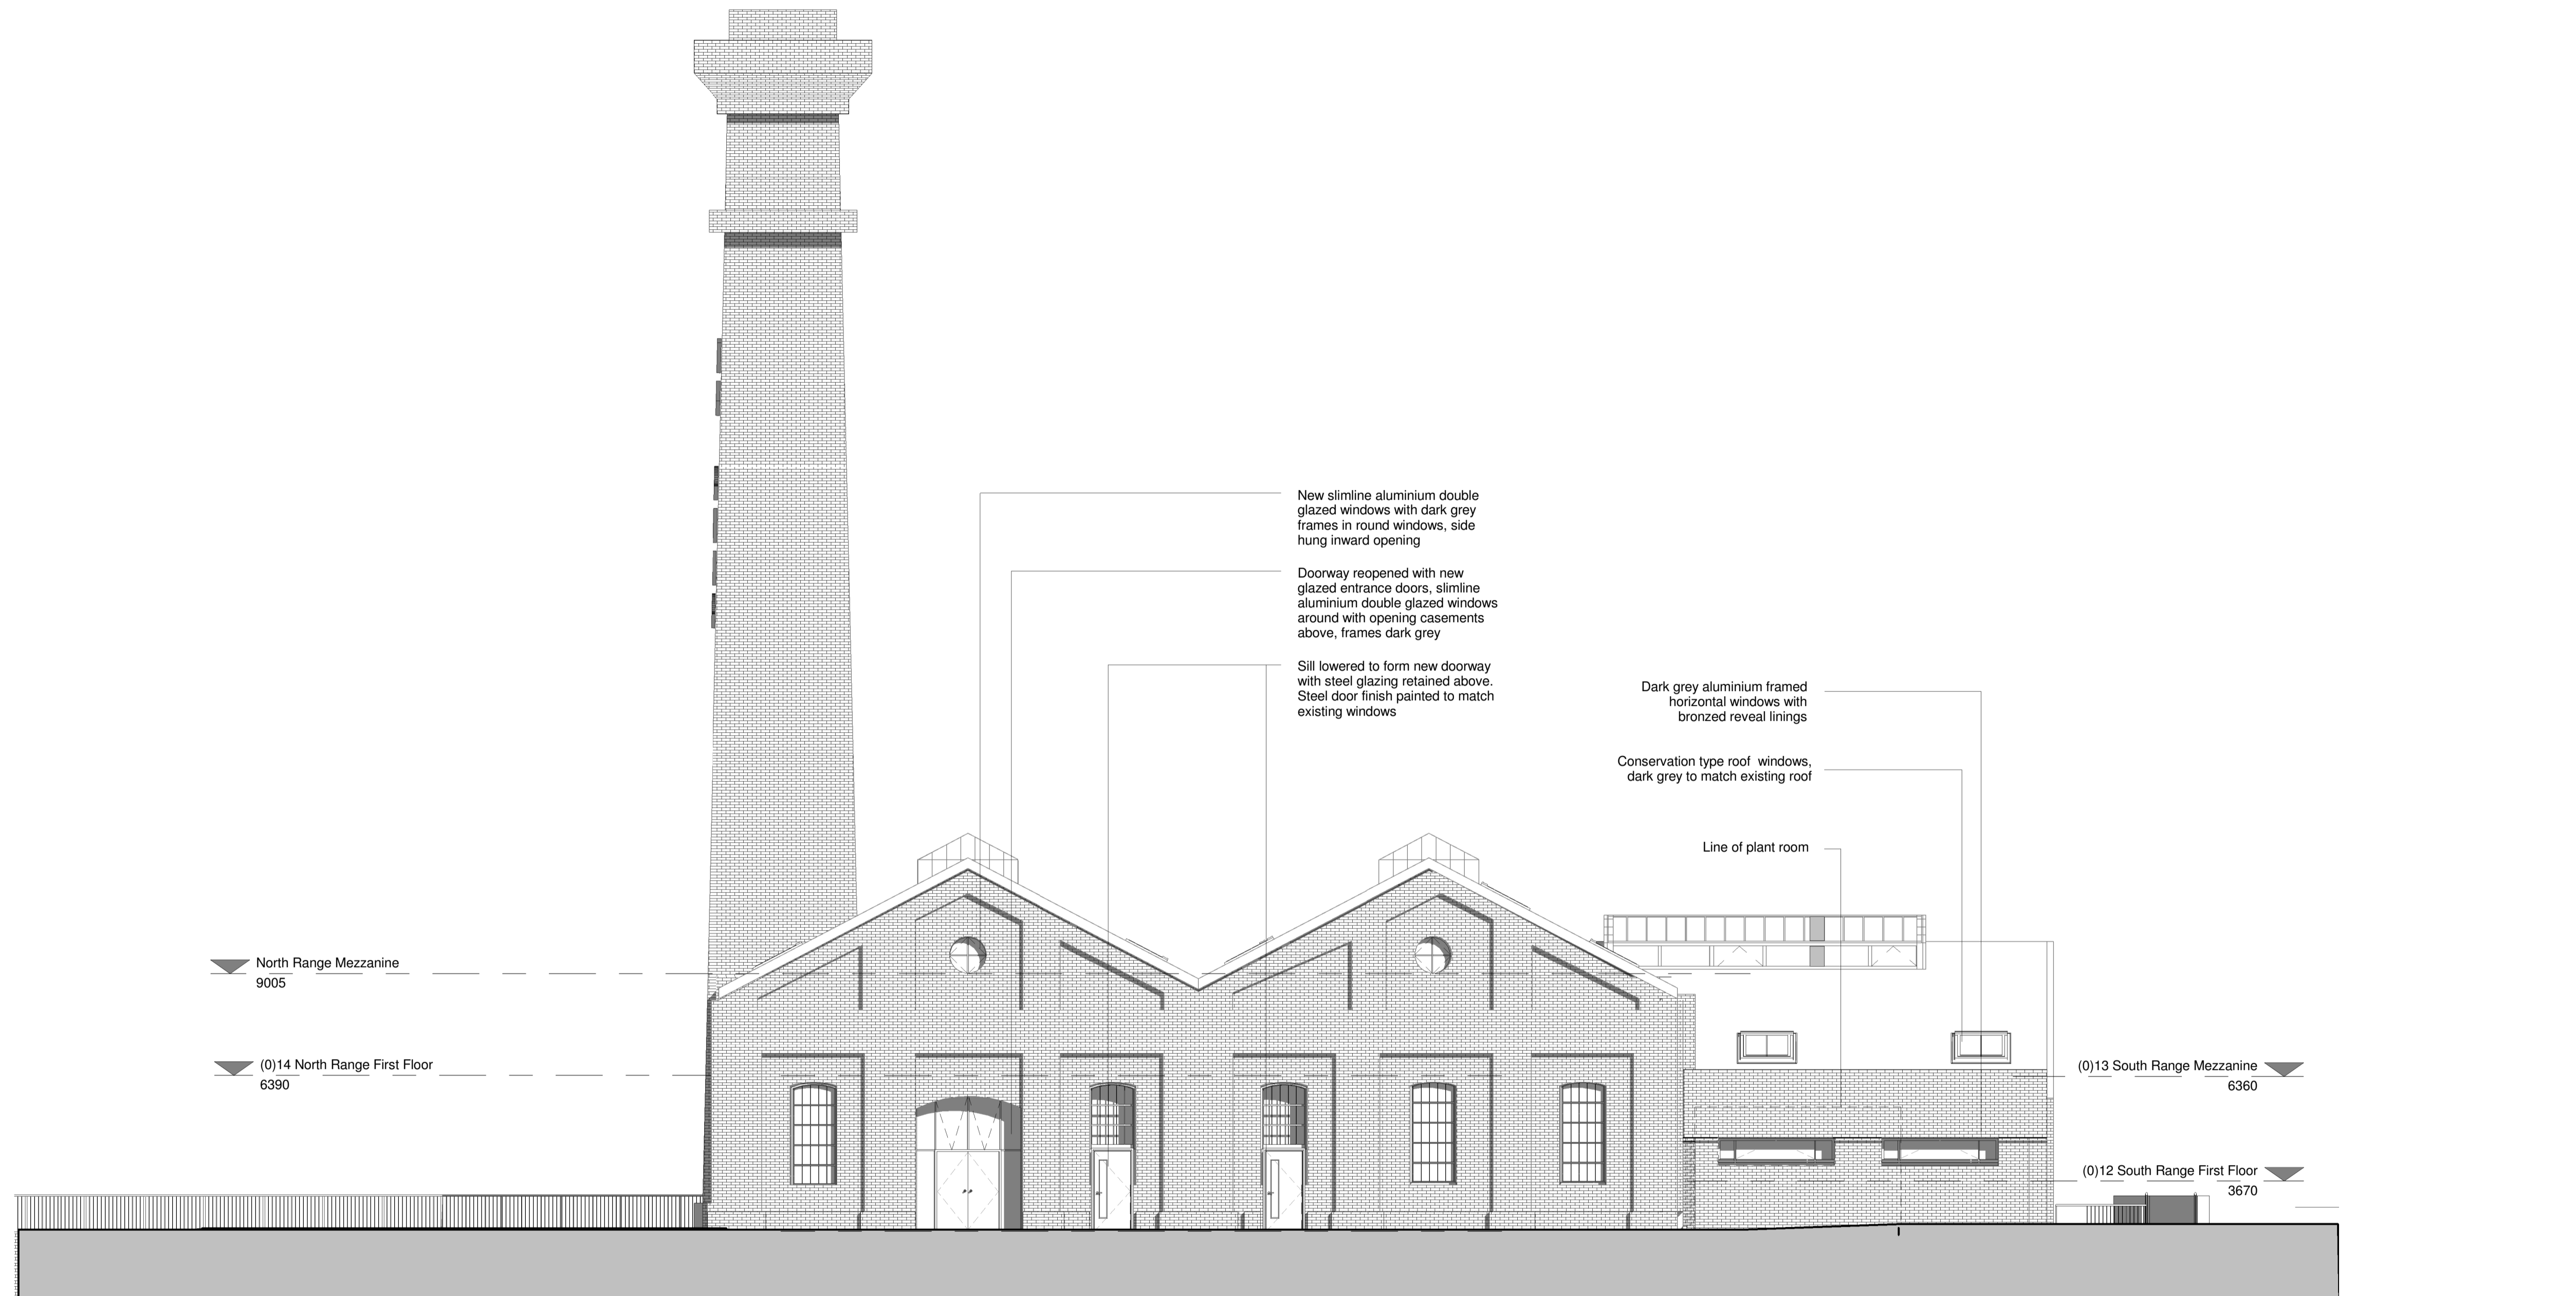 New slimline aluminium double
glazed windows with dark grey
frames in round windows, side
hung inward opening
Doorway reopened with new
glazed entrance doors, slimline
aluminium double glazed windows
around with opening casements
above, frames dark grey
Sill lowered to form new doorway
with steel glazing retained above.
Steel door finish painted to match
existing windows
Dark grey aluminium framed
horizontal windows with
bronzed reveal linings
Conservation type roof  windows,
dark grey to match existing roof
Line of plant room
North Range Mezzanine
9005
(0)14 North Range First Floor
6390
(0)13 South Range Mezzanine
6360
(0)12 South Range First Floor
3670